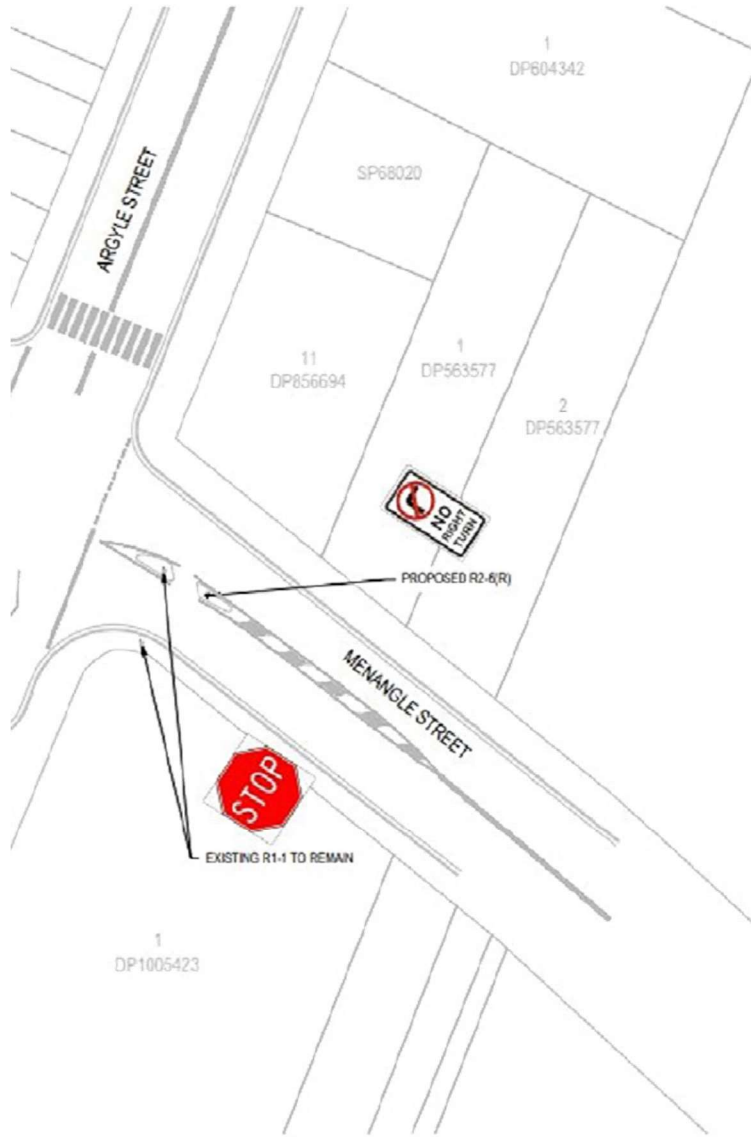 1
DP604342
SP68020
ARGYLE STREET
11
DP856694
1
DP563577
2
DP563577
NO
RIGHT
TURN
PROPOSED R2-6(R)
MENANGLE STREET
STOP
EXISTING R1-1 TO REMAIN
1
DP1005423